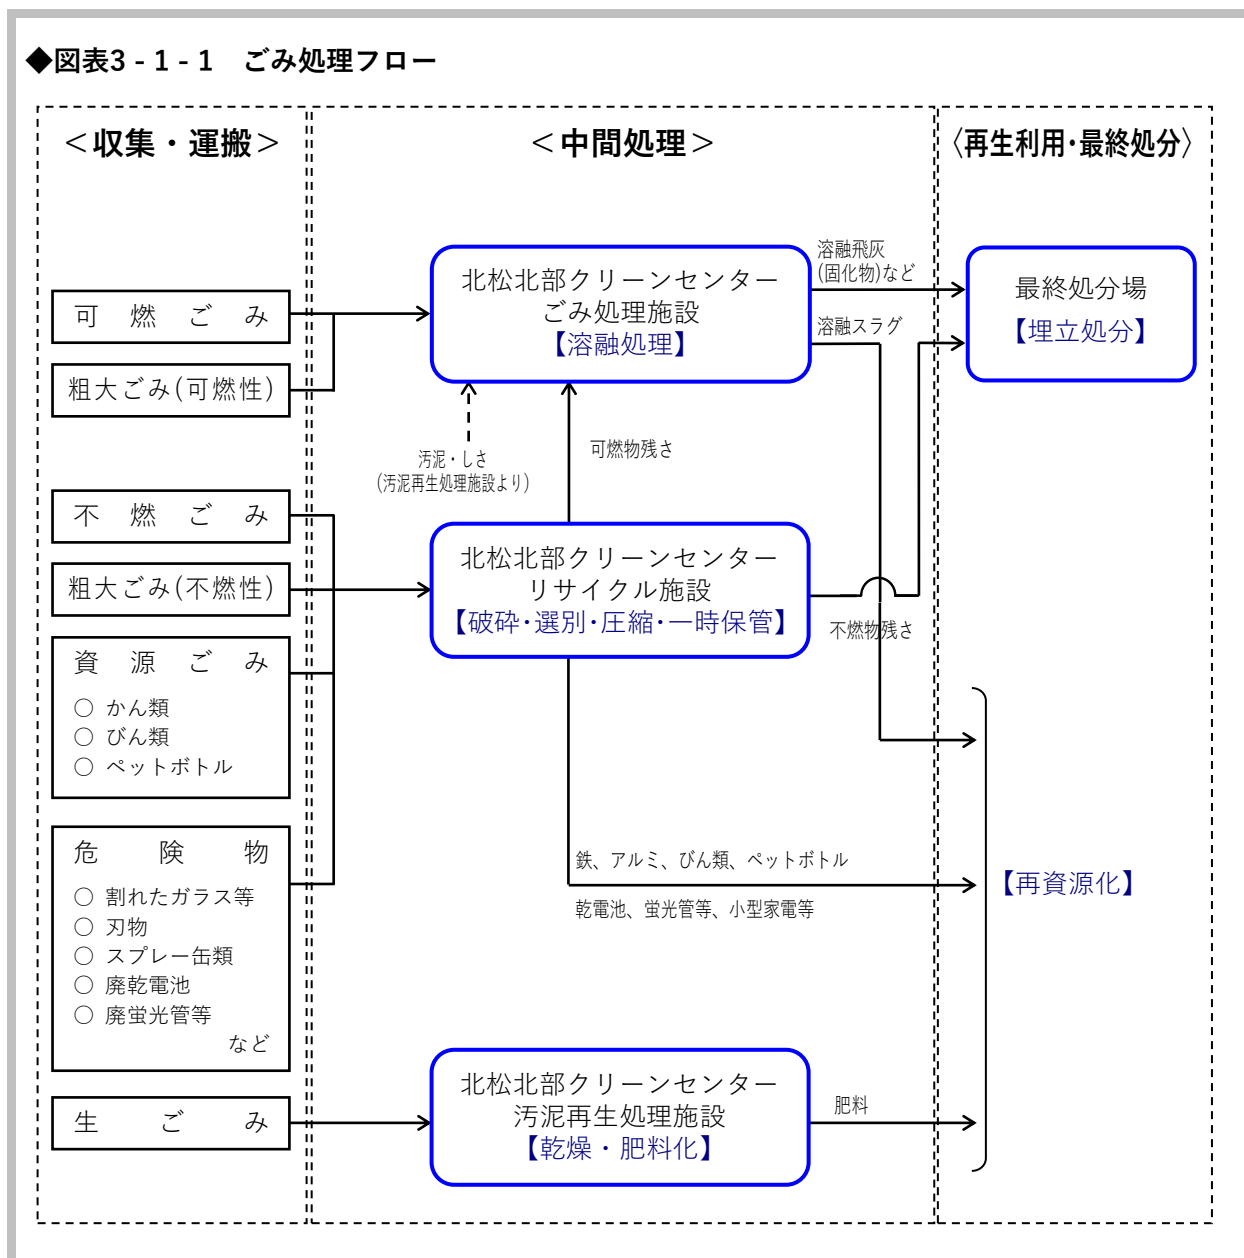 ◆図表3-1-1　ごみ処理フロー
＜収集・運搬＞
＜中間処理＞
〈再生利用・最終処分〉
可燃ごみ
粗大ごみ(可燃性)
不燃ごみ
粗大ごみ(不燃性)
資源ごみ
○ かん類
○ びん類
○ ペットボトル
危険物
○ 割れたガラス等
○ 刃物
○ スプレー缶類
○ 廃乾電池
○ 廃蛍光管等
など
生ごみ
北松北部クリーンセンター
ごみ処理施設
【溶融処理】
汚泥・しさ
(汚泥再生処理施設より)
可燃物残さ
北松北部クリーンセンター
リサイクル施設
【破砕・選別・圧縮・一時保管】
溶融飛灰
(固化物)など
溶融スラグ
不燃物残さ
鉄、アルミ、びん類、ペットボトル
乾電池、蛍光管等、小型家電等
北松北部クリーンセンター
汚泥再生処理施設
【乾燥・肥料化】
肥料
最終処分場
【埋立処分】
【再資源化】